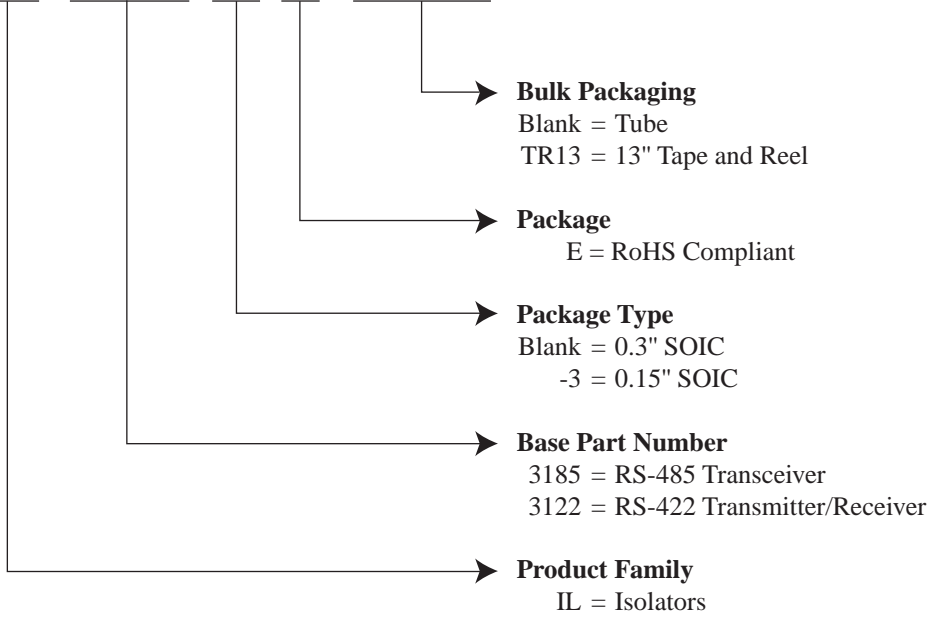 Bulk Packaging
Blank = Tube
TR13 = 13" Tape and Reel
Package
E = RoHS Compliant
Package Type
Blank = 0.3" SOIC
-3 = 0.15" SOIC
Base Part Number
3185 = RS-485 Transceiver
3122 = RS-422 Transmitter/Receiver
Product Family
IL = Isolators